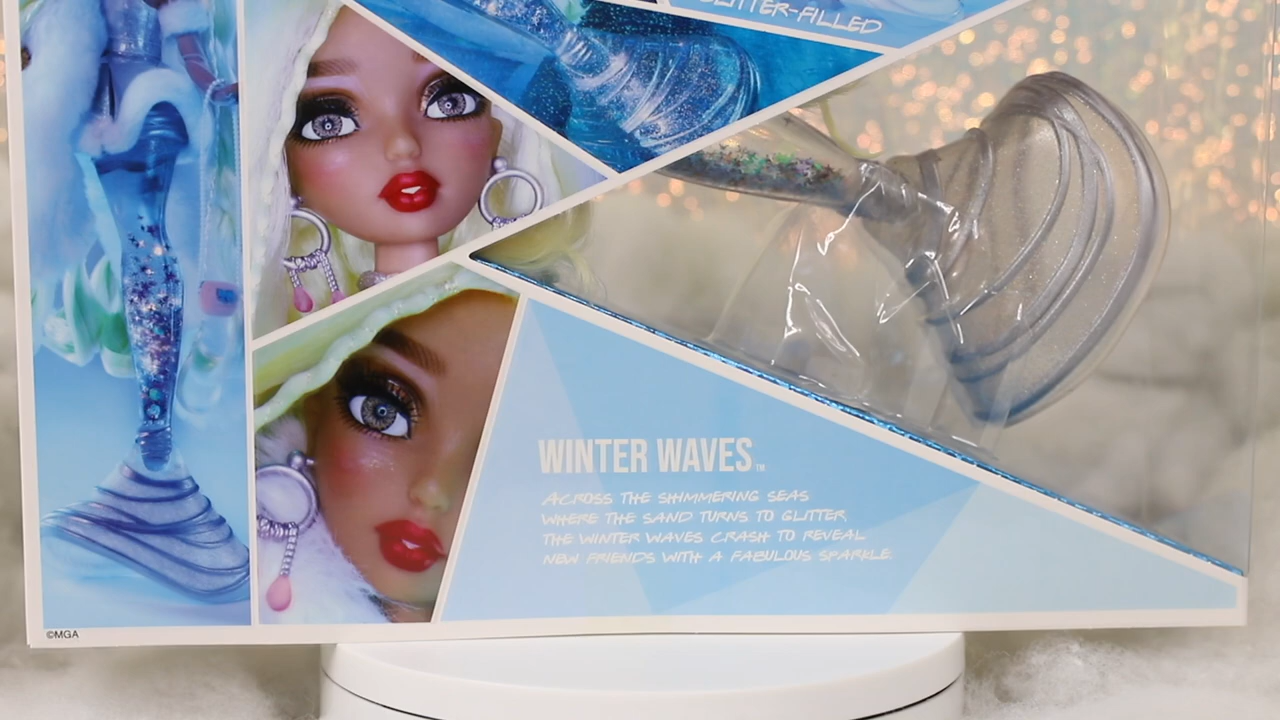 GLITTER-FILLED
WINTER WAVES™
ACROSS THE SHIMMERING SEAS
WHERE THE SAND TURNS TO GLITTER,
THE WINTER WAVES CRASH TO REVEAL
NEW FRIENDS WITH A FABULOUS SPARKLE.
©MGA